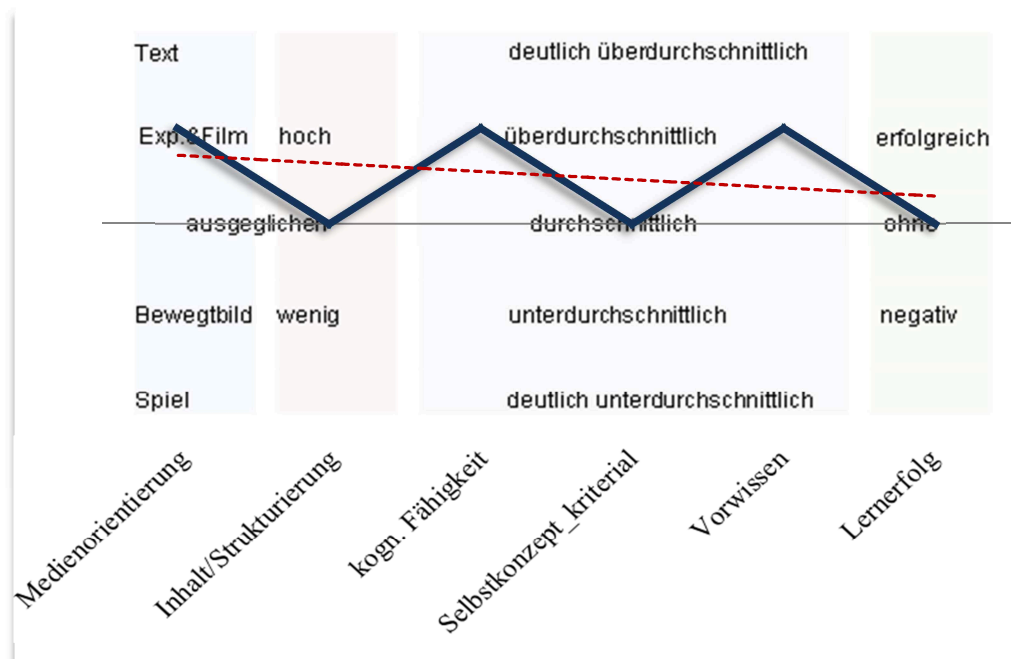 Text deutlich überdurchschnittlich
Exp.&Film hoch überdurchschnittlich erfolgreich
ausgeglichen durchschnittlich ohne
Bewegtbild wenig unterdurchschnittlich negativ
Spiel deutlich unterdurchschnittlich
Medienorientierung
Inhalt/Strukturierung
kogn. Fähigkeit
Selbstkonzept_kriterial
Vorwissen
Lernerfolg